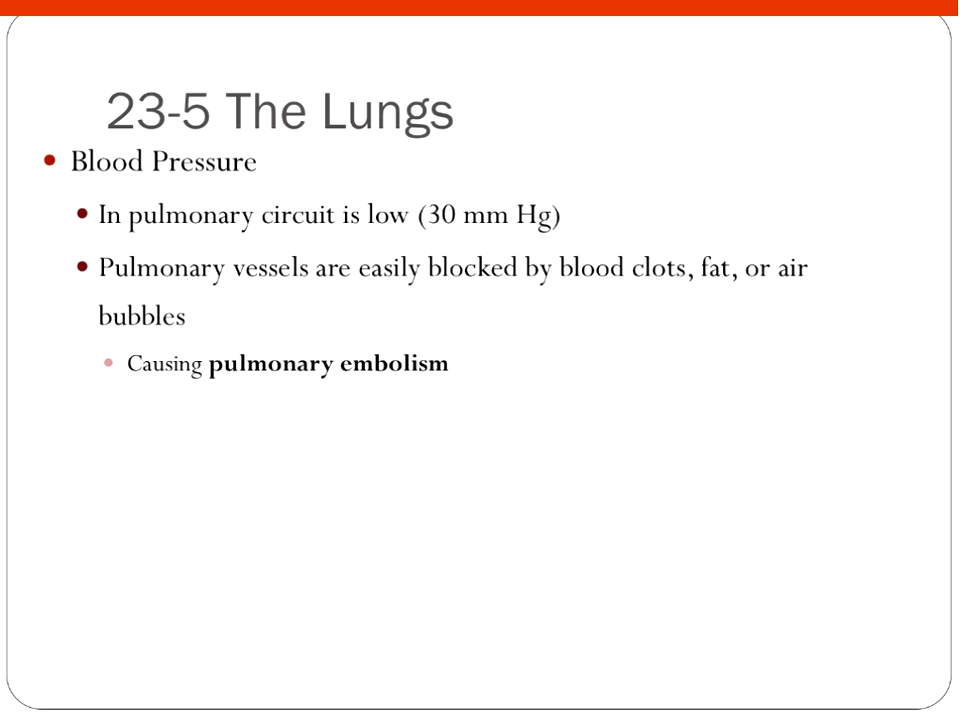 23-5 The Lungs
• Blood Pressure
• In pulmonary circuit is low (30 mm Hg)
• Pulmonary vessels are easily blocked by blood clots, fat, or air
bubbles
• Causing pulmonary embolism